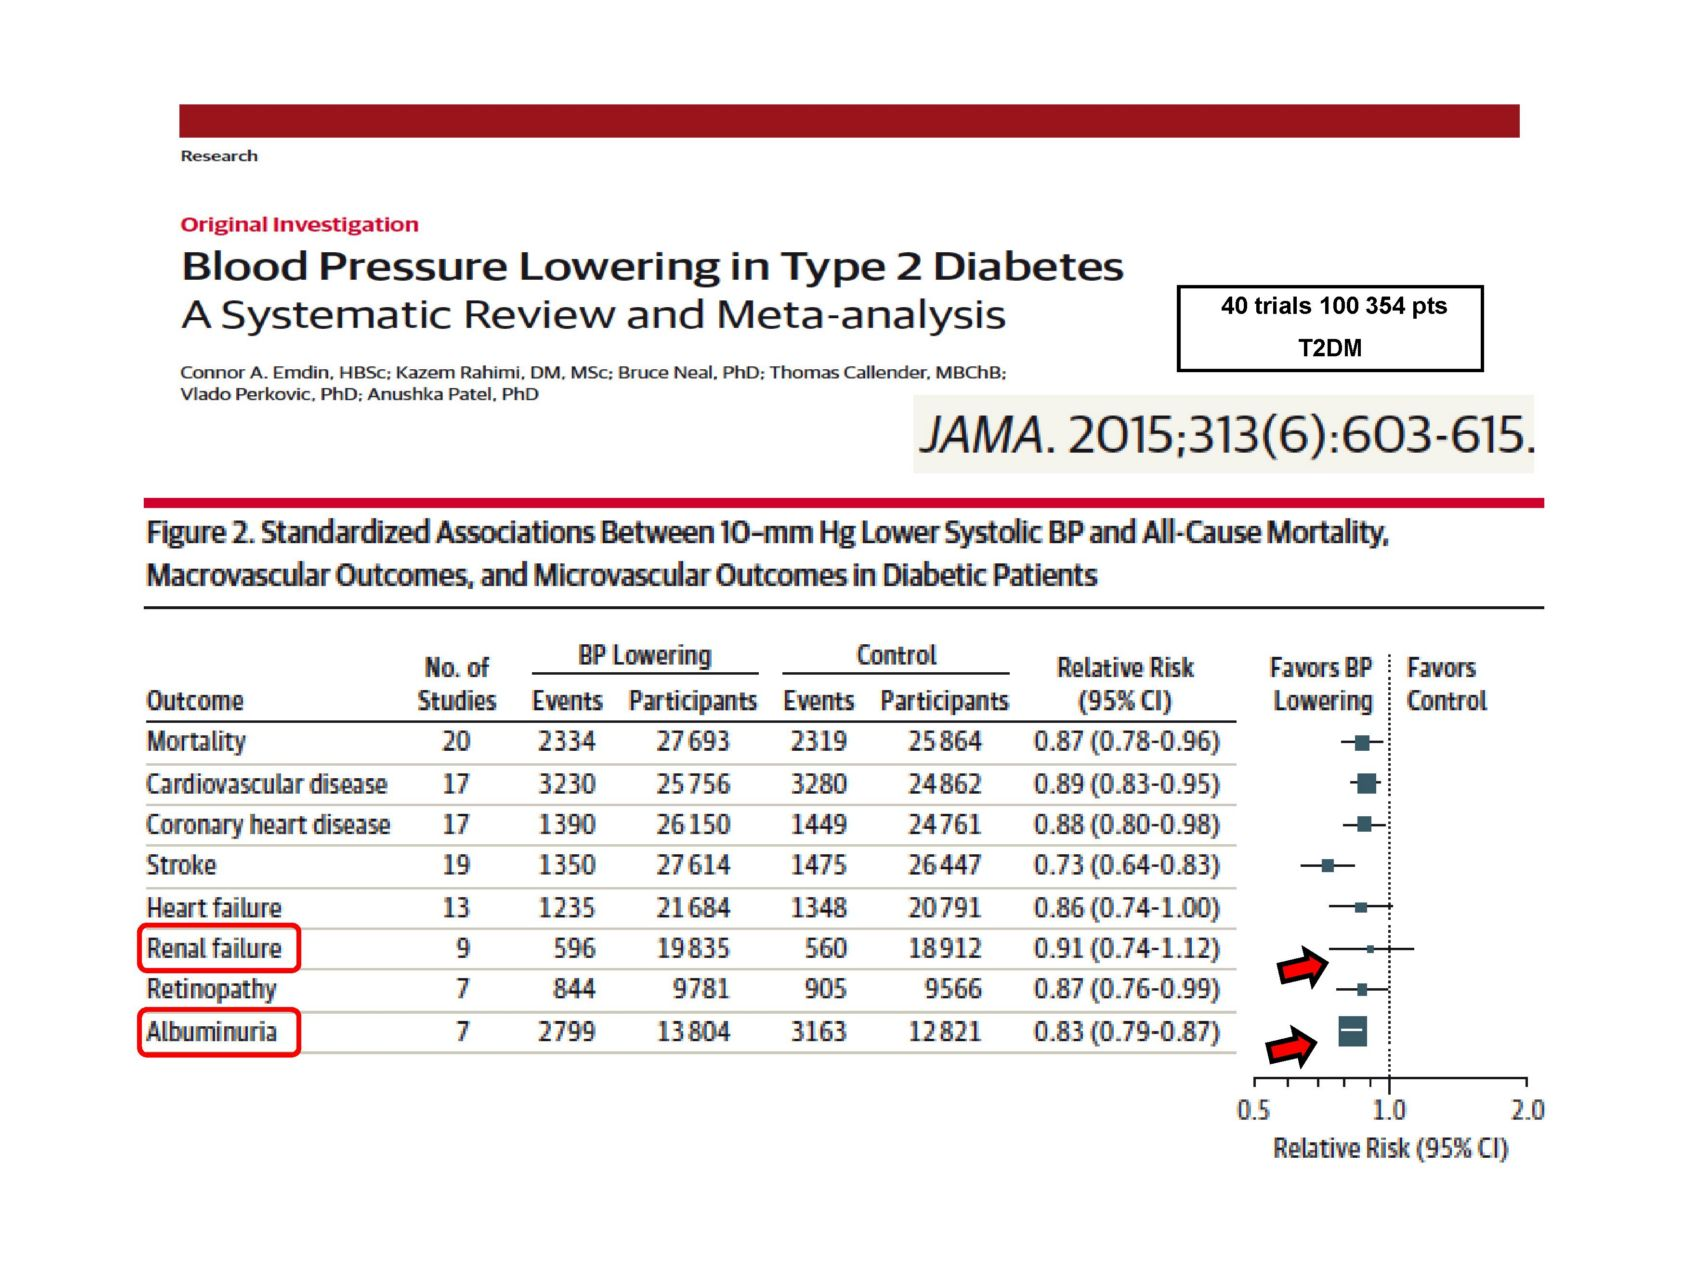 Research
Original Investigation
Blood Pressure Lowering in Type 2 Diabetes
A Systematic Review and Meta-analysis
Connor A. Emdin, HBSc; Kazem Rahimi, DM, MSc; Bruce Neal, PhD; Thomas Callender, MBChB;
Vlado Perkovic, PhD; Anushka Patel, PhD
40 trials 100 354 pts
T2DM
JAMA. 2015;313(6):603-615.
Figure 2. Standardized Associations Between 10-mm Hg Lower Systolic BP and All-Cause Mortality,
Macrovascular Outcomes, and Microvascular Outcomes in Diabetic Patients
Outcome No. of Studies BP Lowering Events Participants Control Events Participants Relative Risk (95% CI) Favors BP Lowering Favors Control
Mortality 20 2334 27693 2319 25864 0.87 (0.78-0.96)
Cardiovascular disease 17 3230 25756 3280 24862 0.89 (0.83-0.95)
Coronary heart disease 17 1390 26150 1449 24761 0.88 (0.80-0.98)
Stroke 19 1350 27614 1475 26447 0.73 (0.64-0.83)
Heart failure 13 1235 21684 1348 20791 0.86 (0.74-1.00)
Renal failure 9 596 19835 560 18912 0.91 (0.74-1.12)
Retinopathy 7 844 9781 905 9566 0.87 (0.76-0.99)
Albuminuria 7 2799 13804 3163 12821 0.83 (0.79-0.87)
0.5 1.0 2.0
Relative Risk (95% CI)